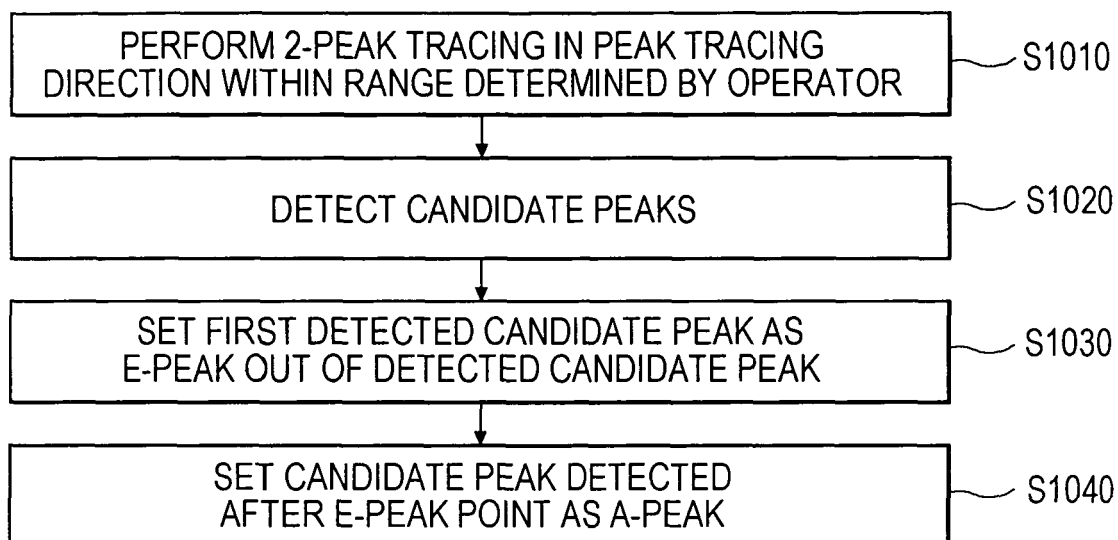 PERFORM 2-PEAK TRACING IN PEAK TRACING
DIRECTION WITHIN RANGE DETERMINED BY OPERATOR
S1010
DETECT CANDIDATE PEAKS
S1020
SET FIRST DETECTED CANDIDATE PEAK AS
E-PEAK OUT OF DETECTED CANDIDATE PEAK
S1030
SET CANDIDATE PEAK DETECTED
AFTER E-PEAK POINT AS A-PEAK
S1040